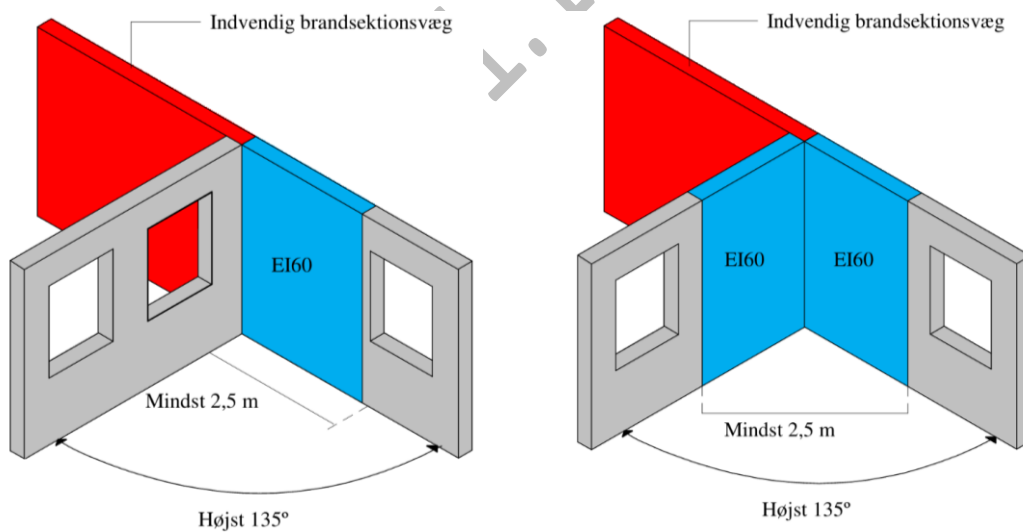 Indvendig brandsektionsvæg
EI60
Mindst 2,5 m
Højst 135º
Indvendig brandsektionsvæg
EI60
EI60
Mindst 2,5 m
Højst 135º